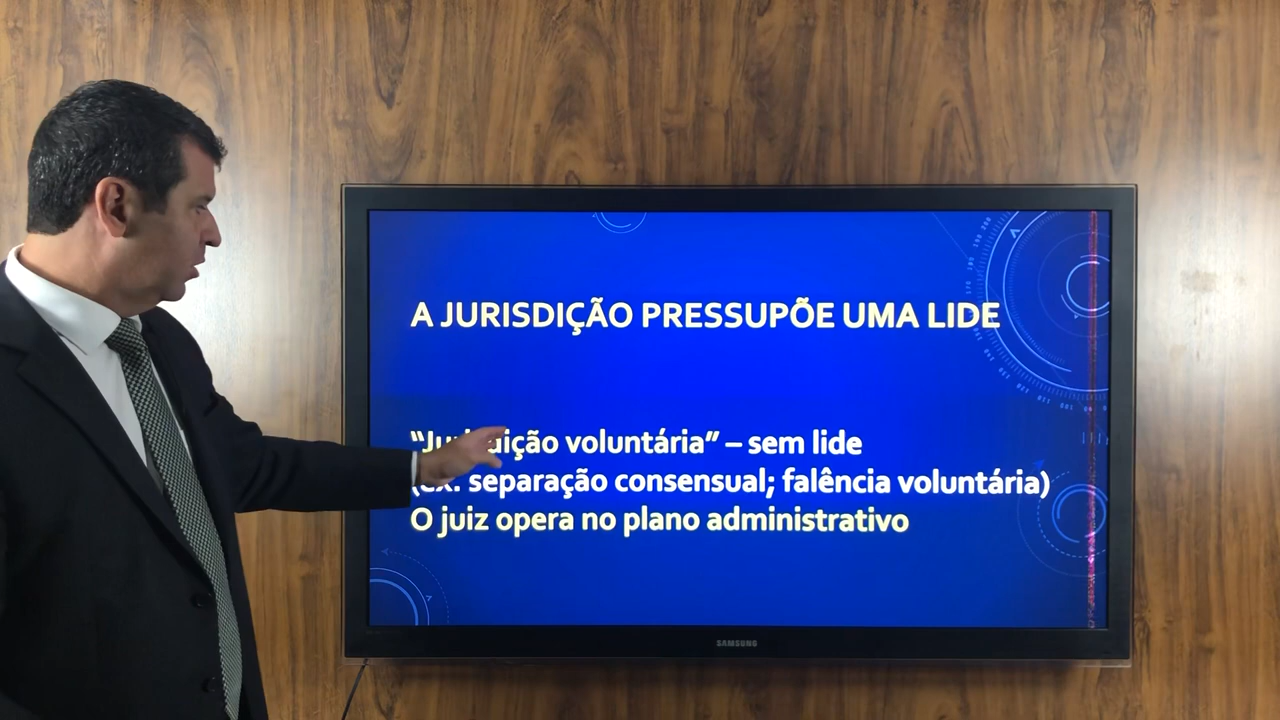 A JURISDIÇÃO PRESSUPÕE UMA LIDE
voluntária” – sem lide
separação consensual; falência voluntária)
O juiz opera no plano administrativo
SAMSUNG